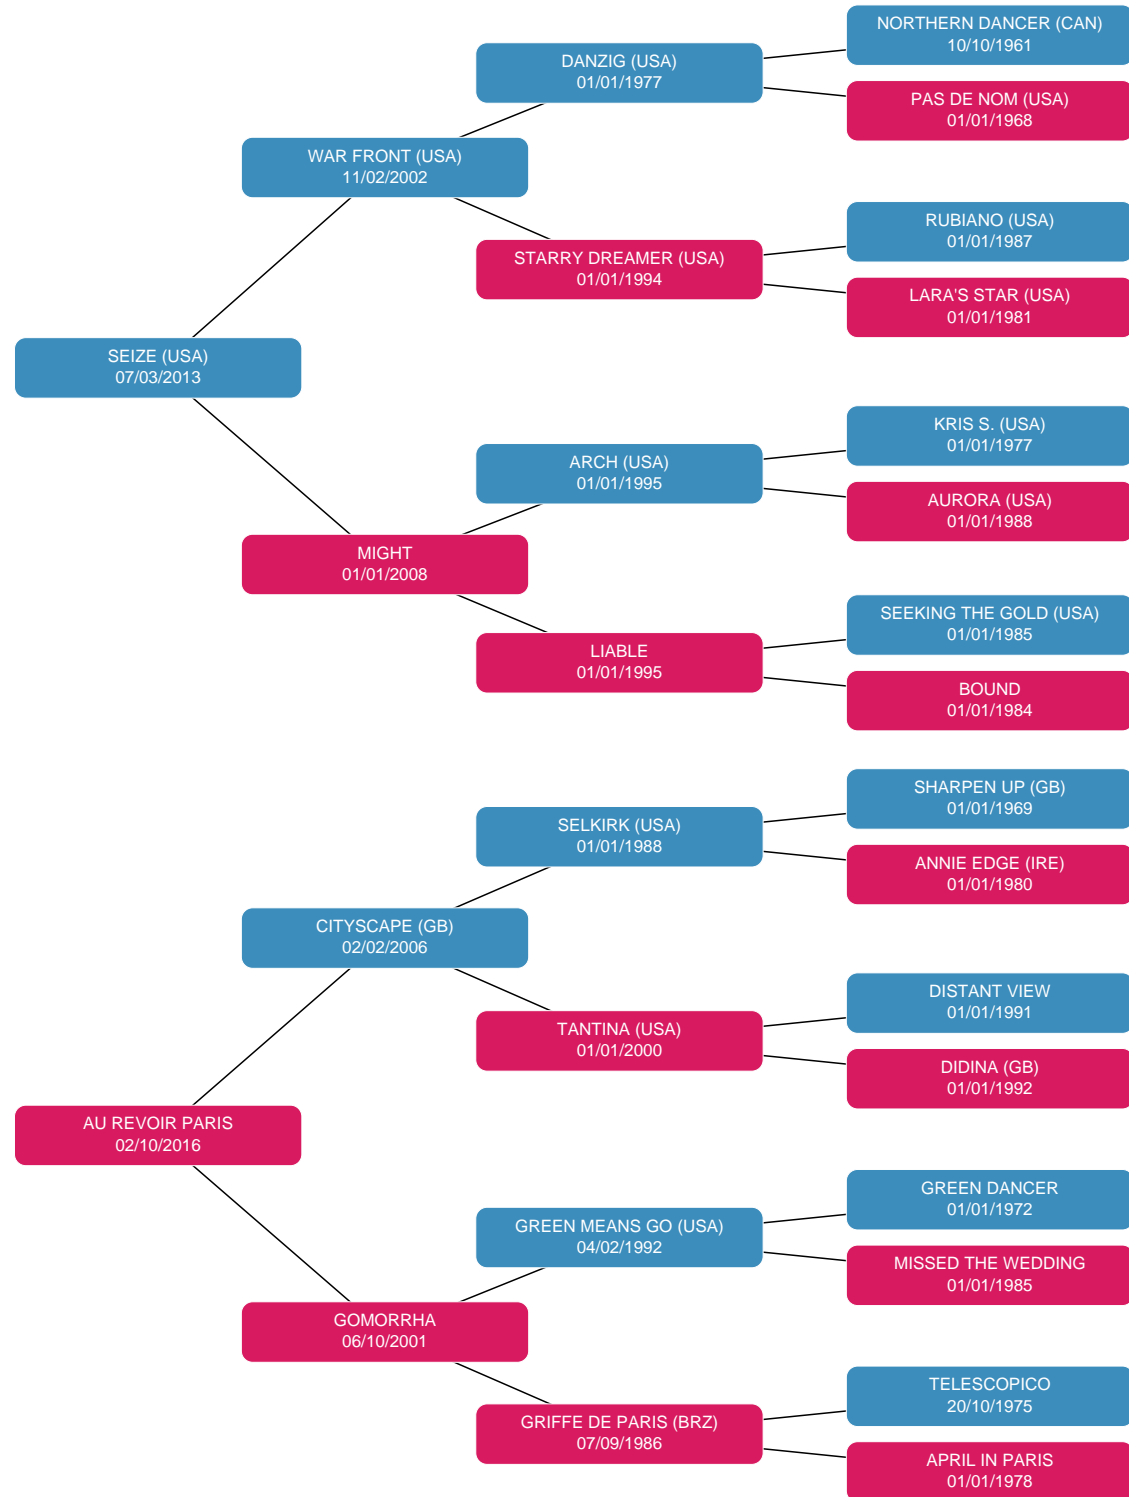 NORTHERN DANCER (CAN)
10/10/1961
DANZIG (USA)
01/01/1977
PAS DE NOM (USA)
01/01/1968
WAR FRONT (USA)
11/02/2002
RUBIANO (USA)
01/01/1987
STARRY DREAMER (USA)
01/01/1994
LARA'S STAR (USA)
01/01/1981
SEIZE (USA)
07/03/2013
KRIS S. (USA)
01/01/1977
ARCH (USA)
01/01/1995
AURORA (USA)
01/01/1988
MIGHT
01/01/2008
SEEKING THE GOLD (USA)
01/01/1985
LIABLE
01/01/1995
BOUND
01/01/1984
SHARPEN UP (GB)
01/01/1969
SELKIRK (USA)
01/01/1988
ANNIE EDGE (IRE)
01/01/1980
CITYSCAPE (GB)
02/02/2006
DISTANT VIEW
01/01/1991
TANTINA (USA)
01/01/2000
DIDINA (GB)
01/01/1992
AU REVOIR PARIS
02/10/2016
GREEN DANCER
01/01/1972
GREEN MEANS GO (USA)
04/02/1992
MISSED THE WEDDING
01/01/1985
GOMORRHA
06/10/2001
TELESCOPICO
20/10/1975
GRIFFE DE PARIS (BRZ)
07/09/1986
APRIL IN PARIS
01/01/1978